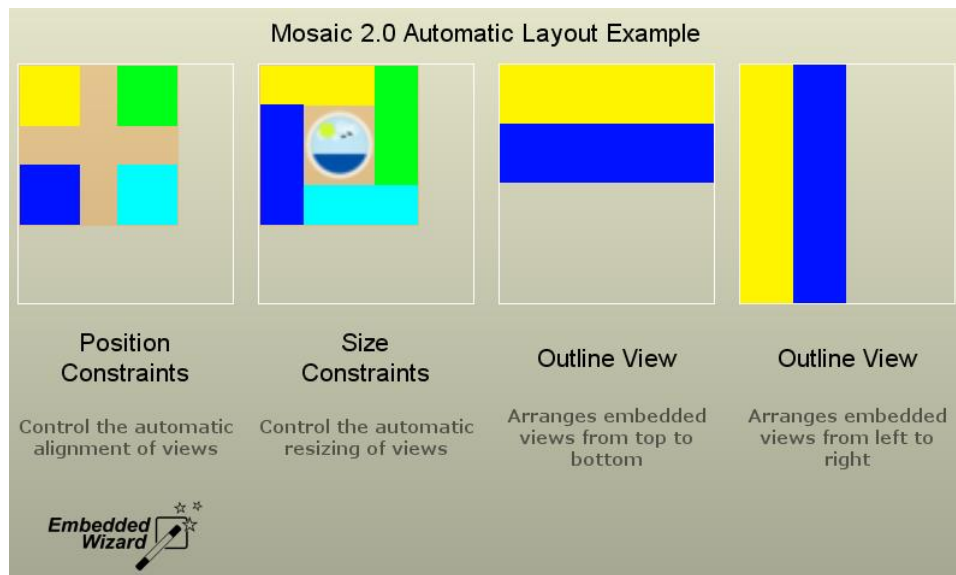 Mosaic 2.0 Automatic Layout Example
Position
Constraints
Size
Constraints
Outline View
Outline View
Control the automatic
alignment of views
Control the automatic
resizing of views
Arranges embedded
views from top to
bottom
Arranges embedded
views from left to
right
Embedded
Wizard